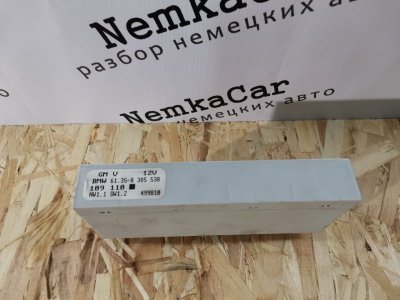 NemkaCar
разбор немецких авто
NemkaCar
немецких авто
GM V 12V
BMW 61.35-8 385 538
109 110
HW1.1 SW1.2 499810